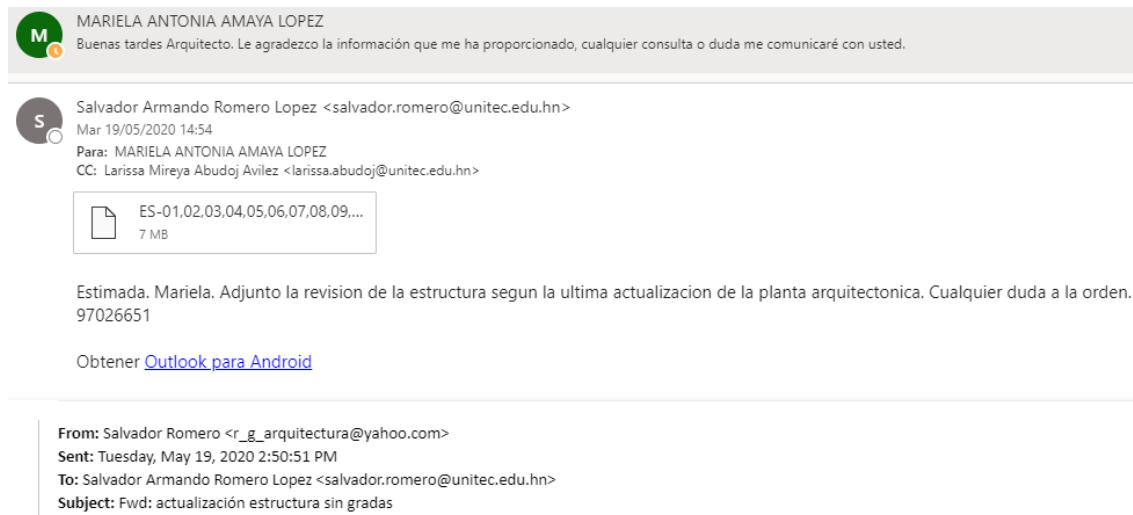 MARIELA ANTONIA AMAYA LOPEZ
M
Buenas tardes Arquitecto. Le agradezco la información que me ha proporcionado, cualquier consulta o duda me comunicaré con usted.
Salvador Armando Romero Lopez <salvador.romero@unitec.edu.hn>
S
Mar 19/05/2020 14:54
Para: MARIELA ANTONIA AMAYA LOPEZ
CC: Larissa Mireya Abudoj Avilez <larissa.abudoj@unitec.edu.hn>
ES-01,02,03,04,05,06,07,08,09,...
7 MB
Estimada. Mariela. Adjunto la revision de la estructura segun la ultima actualizacion de la planta arquitectonica. Cualquier duda a la orden.
97026651
Obtener Outlook para Android
From: Salvador Romero <r_g_arquitectura@yahoo.com>
Sent: Tuesday, May 19, 2020 2:50:51 PM
To: Salvador Armando Romero Lopez <salvador.romero@unitec.edu.hn>
Subject: Fwd: actualización estructura sin gradas